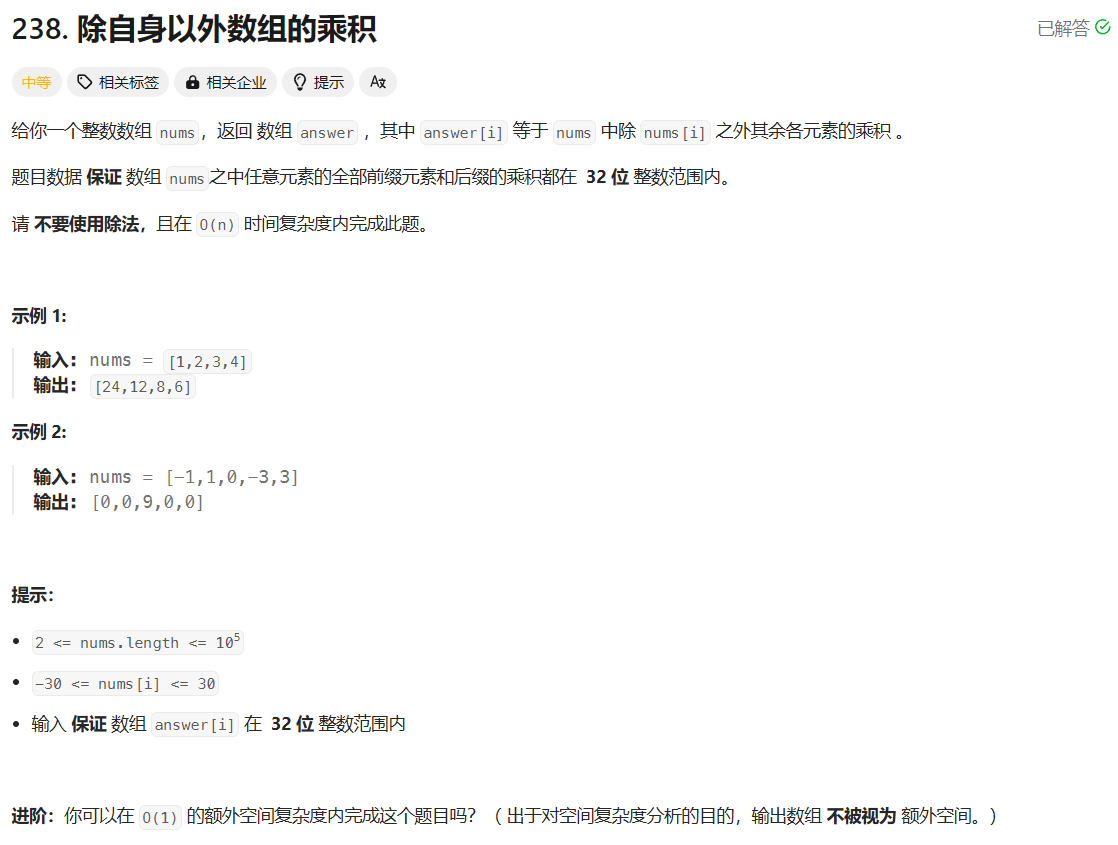 238. 除自身以外数组的乘积
已解答
中等 相关标签 相关企业 提示 Aあ
给你一个整数数组 nums，返回 数组 answer ，其中 answer[i] 等于 nums 中除 nums[i] 之外其余各元素的乘积 。
题目数据 保证 数组 nums之中任意元素的全部前缀元素和后缀的乘积都在 32 位 整数范围内。
请 不要使用除法，且在 O(n) 时间复杂度内完成此题。
示例 1:
输入: nums = [1,2,3,4]
输出: [24,12,8,6]
示例 2:
输入: nums = [-1,1,0,-3,3]
输出: [0,0,9,0,0]
提示：
• 2 <= nums.length <= 10⁵
• -30 <= nums[i] <= 30
• 输入 保证 数组 answer[i] 在 32 位 整数范围内
进阶：你可以在 O(1) 的额外空间复杂度内完成这个题目吗？（ 出于对空间复杂度分析的目的，输出数组 不被视为 额外空间。）